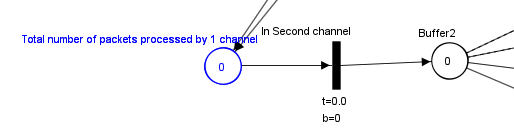 In Second channel
Buffer2
Total number of packets processed by 1 channel
0
0
t=0.0
b=0